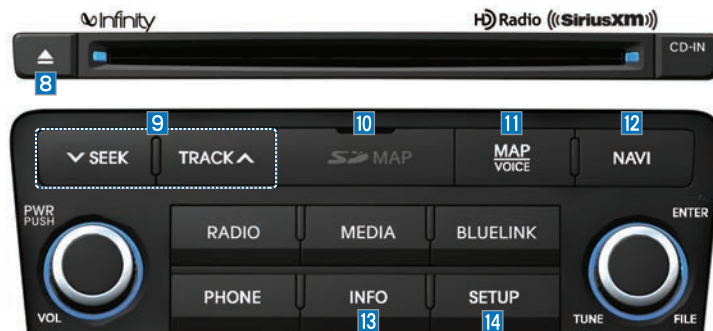 Infinity
HD Radio ((SiriusXM))
8
CD-IN
9
10
11
12
SEEK
TRACK
SD MAP
MAP
VOICE
NAVI
PWR
PUSH
ENTER
RADIO
MEDIA
BLUELINK
VOL
PHONE
INFO
SETUP
TUNE
FILE
13
14